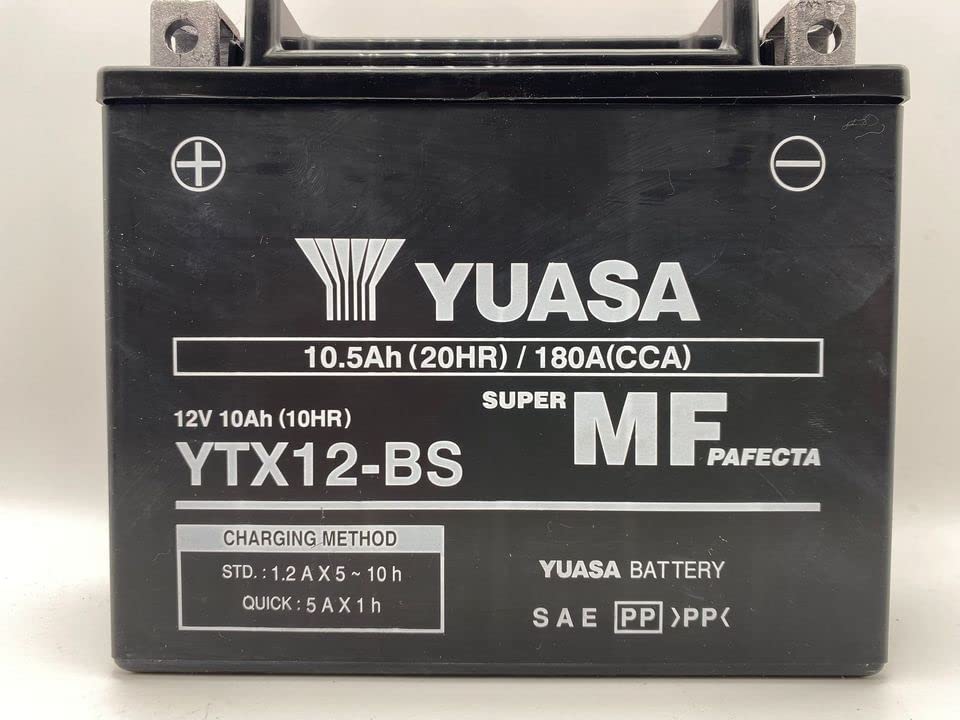 YUASA
10.5Ah (20HR) / 180A(CCA)
12V 10Ah (10HR)
YTX12-BS
SUPER MF PAFECTA
CHARGING METHOD
STD. : 1.2 A X 5 ~ 10 h
QUICK : 5 A X 1 h
YUASA BATTERY
S A E PP >PP<